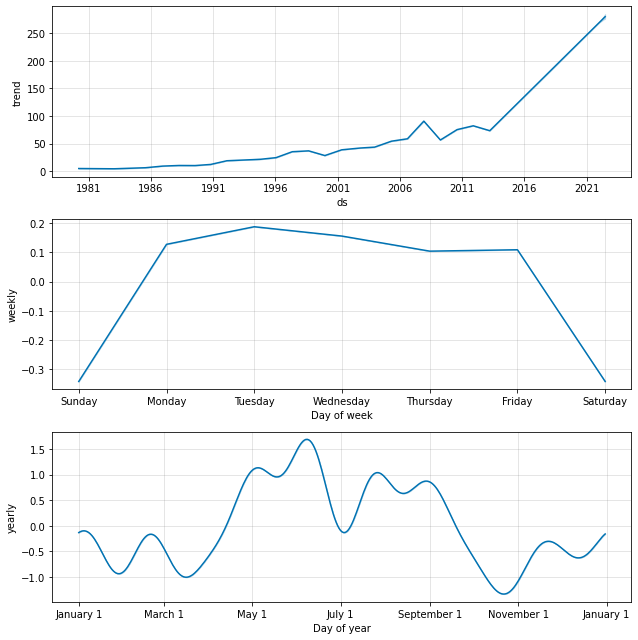 250
200
150
100
50
0
trend
1981 1986 1991 1996 2001 2006 2011 2016 2021
ds
0.2
0.1
0.0
−0.1
−0.2
−0.3
weekly
Sunday Monday Tuesday Wednesday Thursday Friday Saturday
Day of week
1.5
1.0
0.5
0.0
−0.5
−1.0
yearly
January 1 March 1 May 1 July 1 September 1 November 1 January 1
Day of year